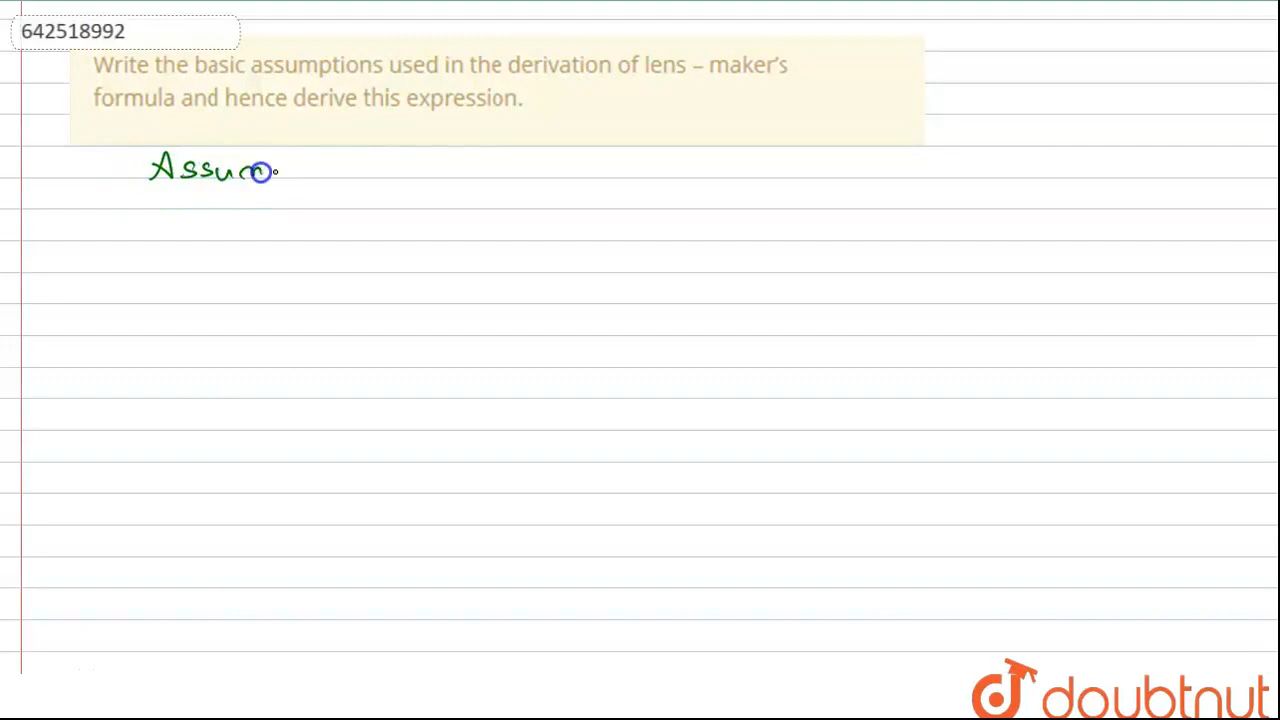 642518992
Write the basic assumptions used in the derivation of lens – maker's
formula and hence derive this expression.
Assum
doubtnut